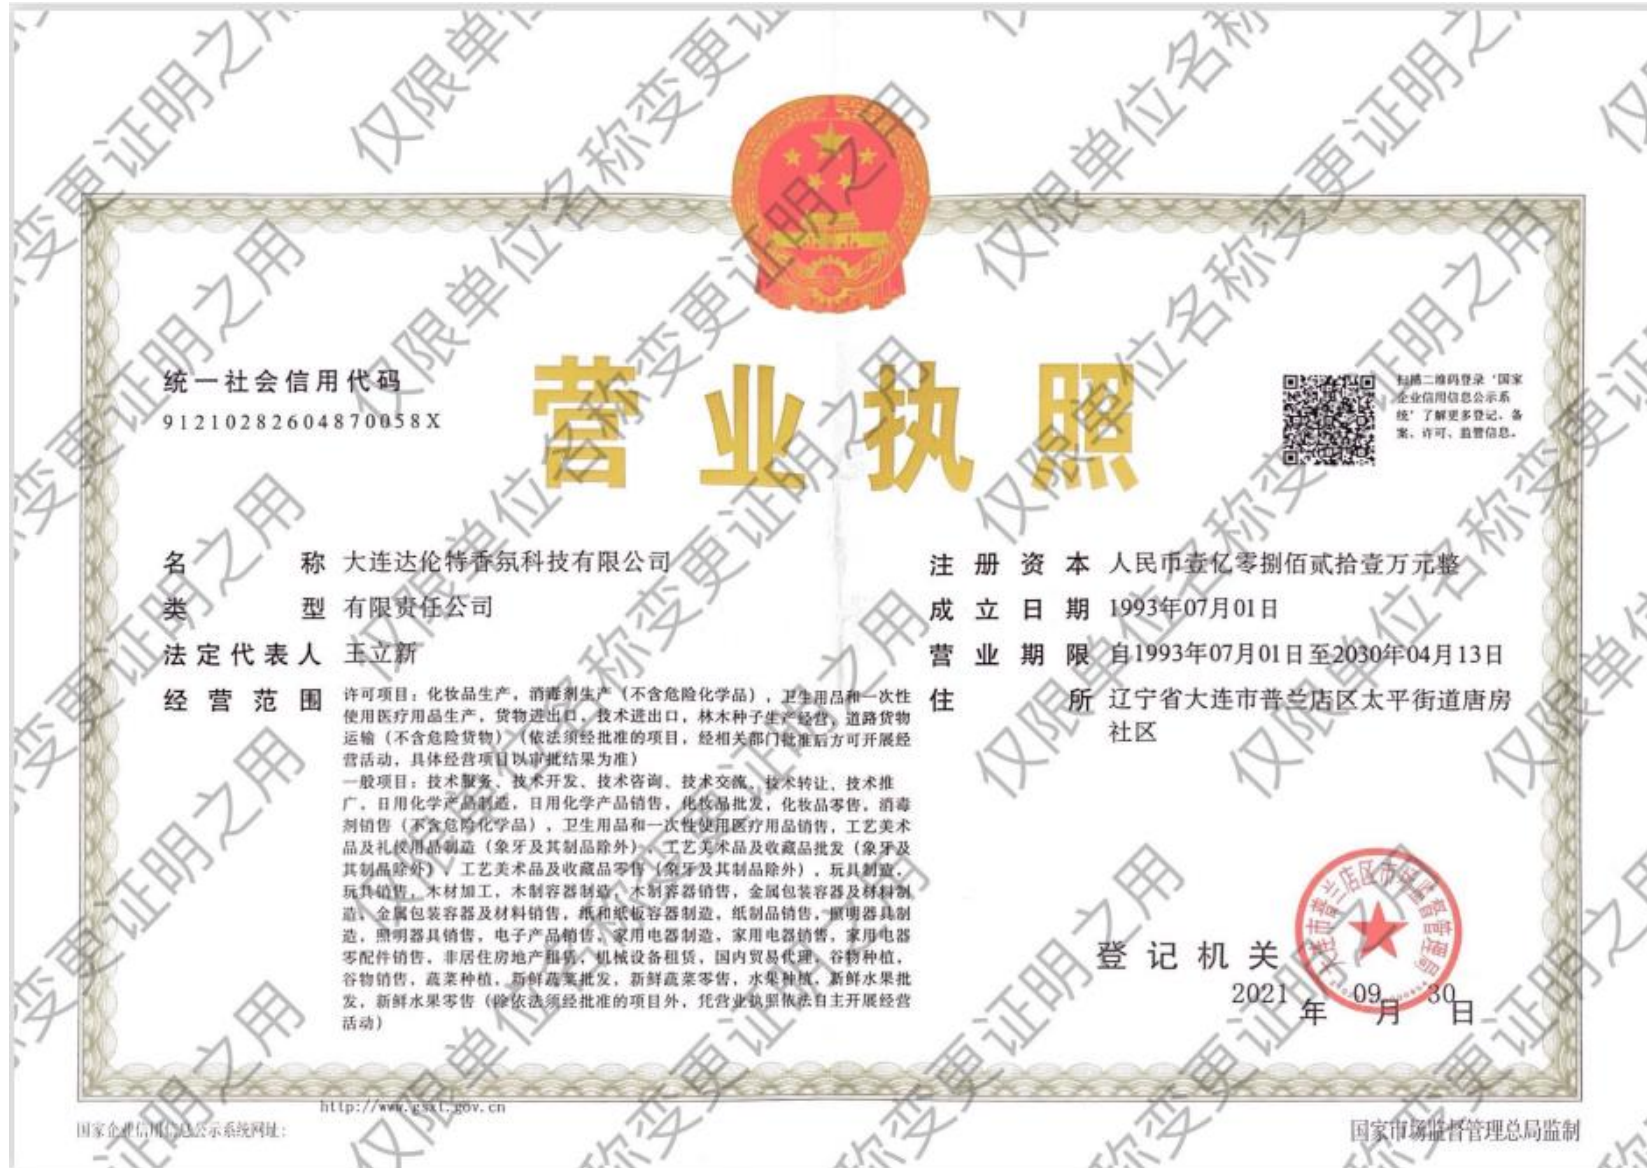 统一社会信用代码
91210282604870058X
营业执照
扫描二维码登录‘国家
企业信用信息公示系
统’了解更多登记、备
案、许可、监管信息。
名称 大连达伦特香氛科技有限公司
类型 有限责任公司
法定代表人 王立新
经营范围 许可项目：化妆品生产，消毒剂生产（不含危险化学品），卫生用品和一次性
使用医疗用品生产，货物进出口，技术进出口，林木种子生产经营，道路货物
运输（不含危险货物）（依法须经批准的项目，经相关部门批准后方可开展经
营活动，具体经营项目以审批结果为准）
一般项目：技术服务、技术开发、技术咨询、技术交流、技术转让、技术推
广，日用化学产品制造，日用化学产品销售，化妆品批发，化妆品零售，消毒
剂销售（不含危险化学品），卫生用品和一次性使用医疗用品销售，工艺美术
品及礼仪用品制造（象牙及其制品除外），工艺美术品及收藏品批发（象牙及
其制品除外），工艺美术品及收藏品零售（象牙及其制品除外），玩具制造，
玩具销售，木材加工，木制容器制造，木制容器销售，金属包装容器及材料制
造，金属包装容器及材料销售，纸和纸板容器制造，纸制品销售，照明器具制
造，照明器具销售，电子产品销售，家用电器制造，家用电器销售，家用电器
零配件销售，非居住房地产租赁，机械设备租赁，国内贸易代理，谷物种植，
谷物销售，蔬菜种植，新鲜蔬菜批发，新鲜蔬菜零售，水果种植，新鲜水果批
发，新鲜水果零售（除依法须经批准的项目外，凭营业执照依法自主开展经营
活动）
注册资本 人民币壹亿零捌佰贰拾壹万元整
成立日期 1993年07月01日
营业期限 自1993年07月01日至2030年04月13日
住所 辽宁省大连市普兰店区太平街道唐房
社区
登记机关
大连市普兰店区市场监督管理局
2021年09月30日
http://www.gsxt.gov.cn
国家企业信用信息公示系统网址：
国家市场监督管理总局监制
仅限单位名称变更证明之用